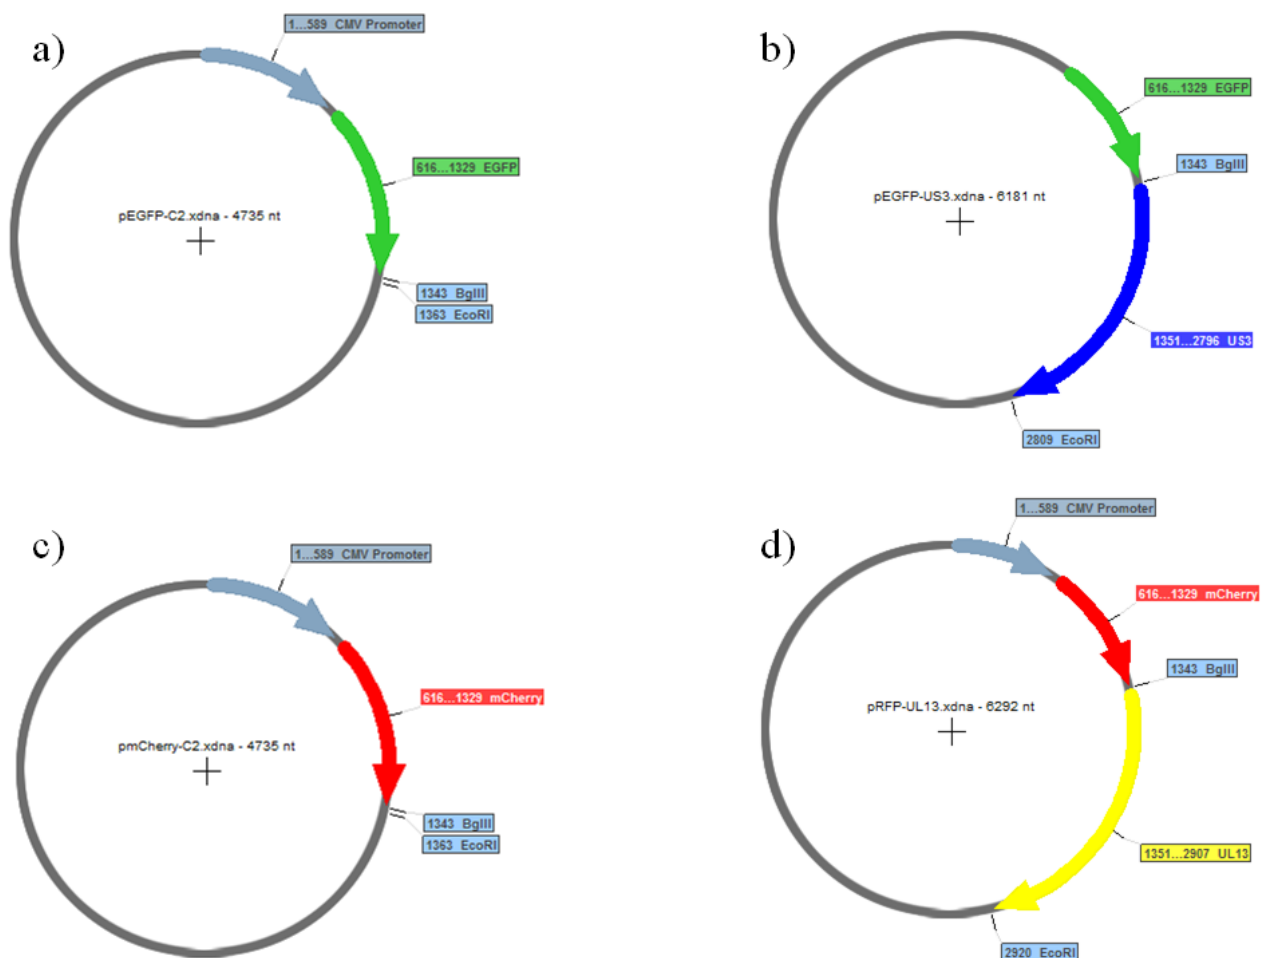 a)
1...589 CMV Promoter
616...1329 EGFP
pEGFP-C2.xdna - 4735 nt
1343 BglII
1363 EcoRI
b)
616...1329 EGFP
1343 BglII
pEGFP-US3.xdna - 6181 nt
1351...2796 US3
2809 EcoRI
c)
1...589 CMV Promoter
616...1329 mCherry
pmCherry-C2.xdna - 4735 nt
1343 BglII
1363 EcoRI
d)
1...589 CMV Promoter
616...1329 mCherry
1343 BglII
pRFP-UL13.xdna - 6292 nt
1351...2907 UL13
2920 EcoRI